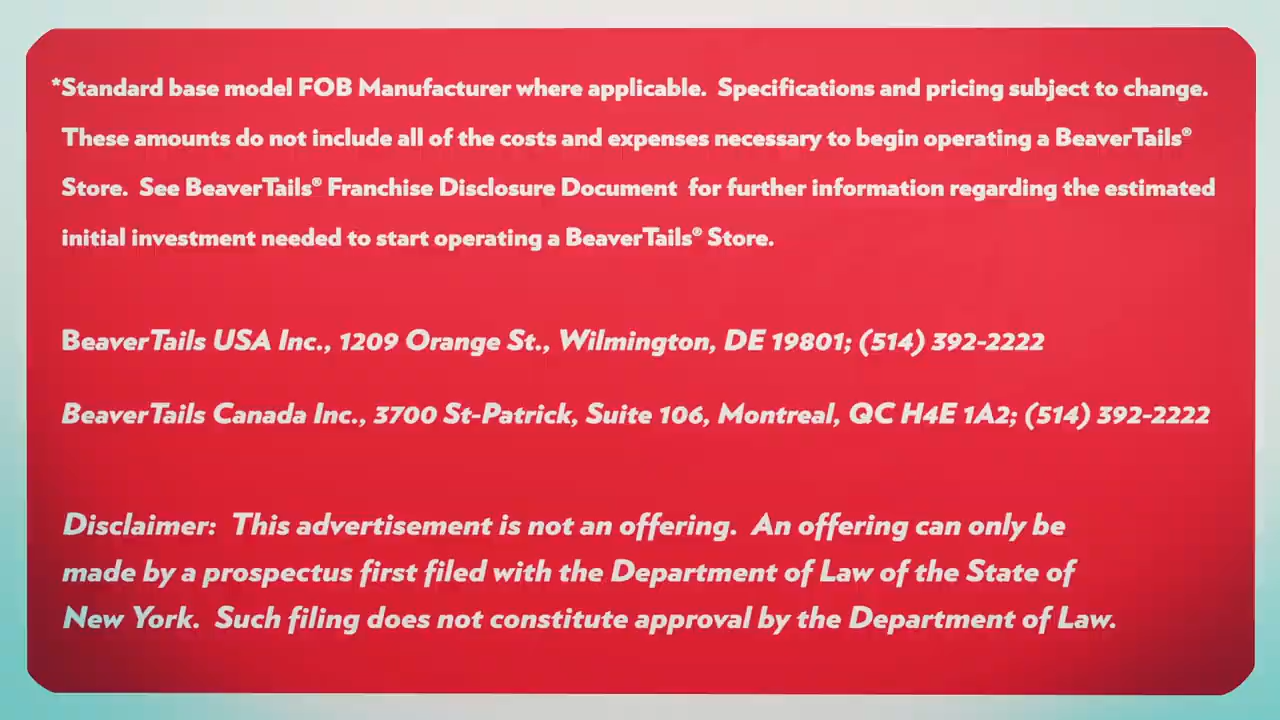 *Standard base model FOB Manufacturer where applicable.  Specifications and pricing subject to change.
These amounts do not include all of the costs and expenses necessary to begin operating a BeaverTails®
Store.  See BeaverTails® Franchise Disclosure Document  for further information regarding the estimated
initial investment needed to start operating a BeaverTails® Store.
BeaverTails USA Inc., 1209 Orange St., Wilmington, DE 19801; (514) 392-2222
BeaverTails Canada Inc., 3700 St-Patrick, Suite 106, Montreal, QC H4E 1A2; (514) 392-2222
Disclaimer:  This advertisement is not an offering.  An offering can only be
made by a prospectus first filed with the Department of Law of the State of
New York.  Such filing does not constitute approval by the Department of Law.